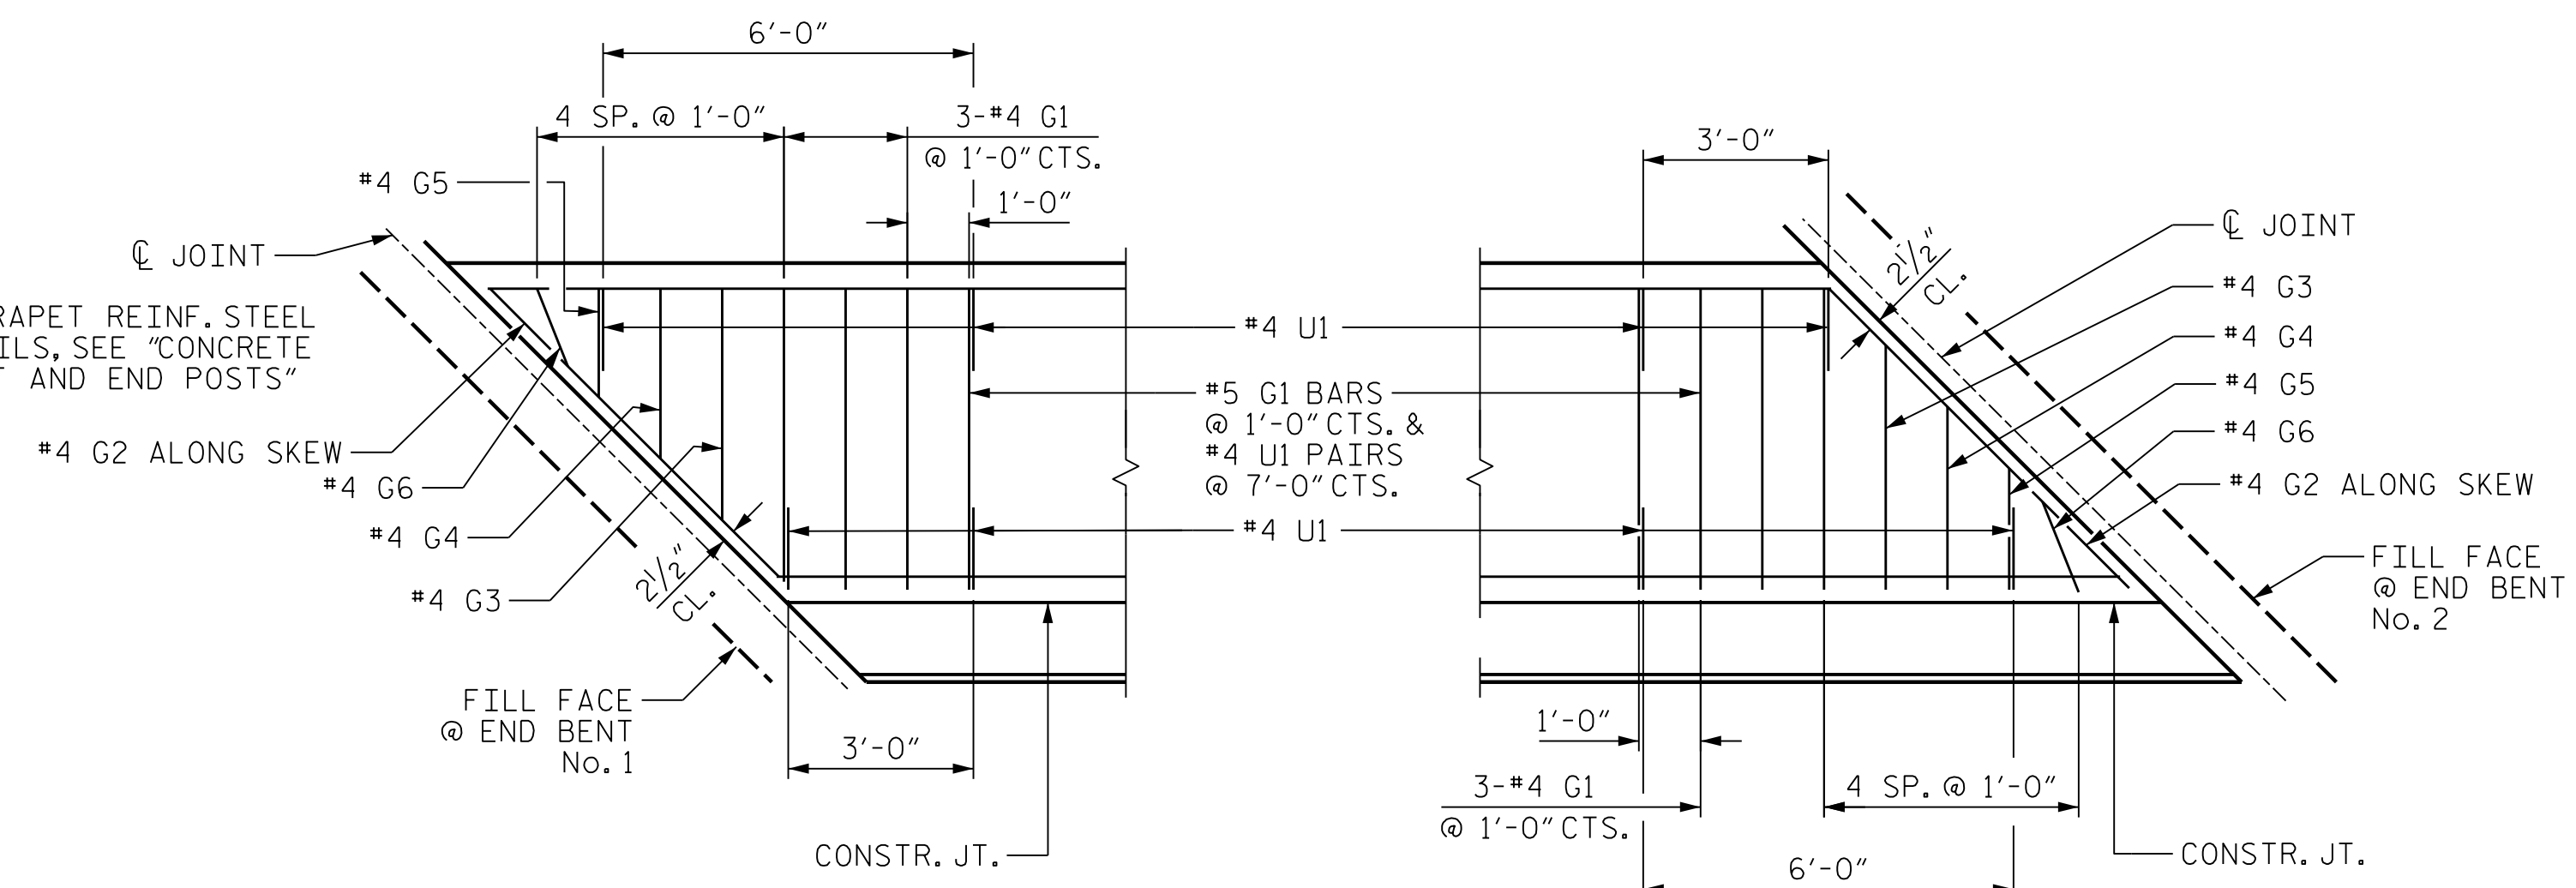 6'-0"
4 SP. @ 1'-0"
3-#4 G1
@ 1'-0" CTS.
#4 G5
1'-0"
℄ JOINT
RAPET REINF. STEEL
ILS, SEE "CONCRETE
T AND END POSTS"
#4 G2 ALONG SKEW
#4 G6
#4 G4
#4 G3
2½"
CL.
FILL FACE
@ END BENT
No. 1
3'-0"
CONSTR. JT.
#4 U1
#5 G1 BARS
@ 1'-0" CTS. &
#4 U1 PAIRS
@ 7'-0" CTS.
#4 U1
3'-0"
2½"
CL.
℄ JOINT
#4 G3
#4 G4
#4 G5
#4 G6
#4 G2 ALONG SKEW
FILL FACE
@ END BENT
No. 2
1'-0"
3-#4 G1
@ 1'-0" CTS.
4 SP. @ 1'-0"
6'-0"
CONSTR. JT.